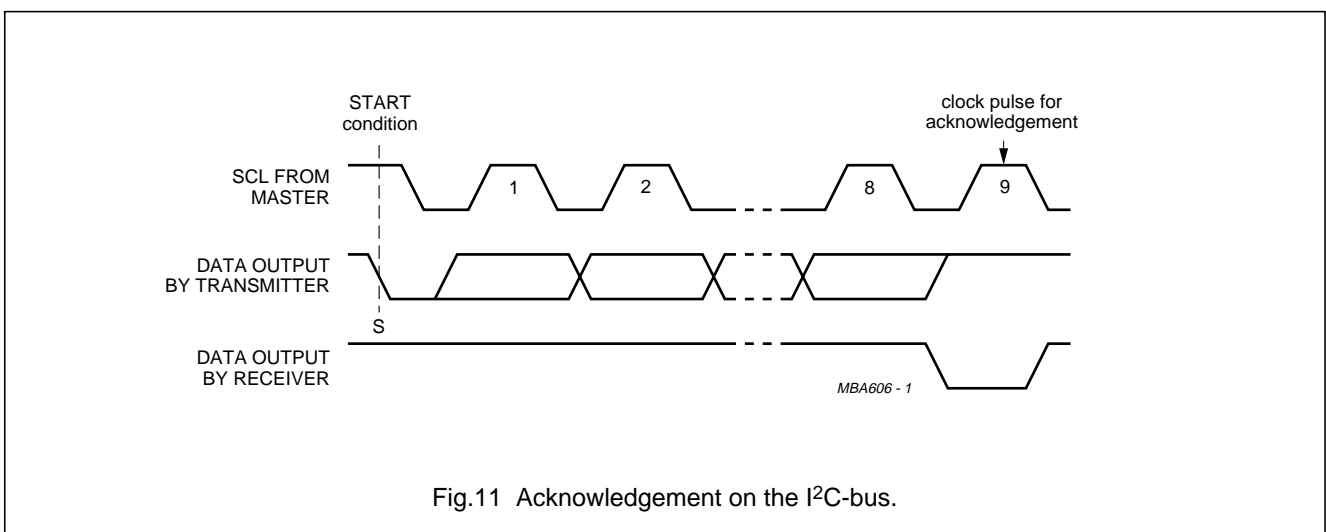 START
condition
clock pulse for
acknowledgement
SCL FROM
MASTER
1
2
8
9
DATA OUTPUT
BY TRANSMITTER
S
DATA OUTPUT
BY RECEIVER
MBA606 - 1
Fig.11 Acknowledgement on the I²C-bus.